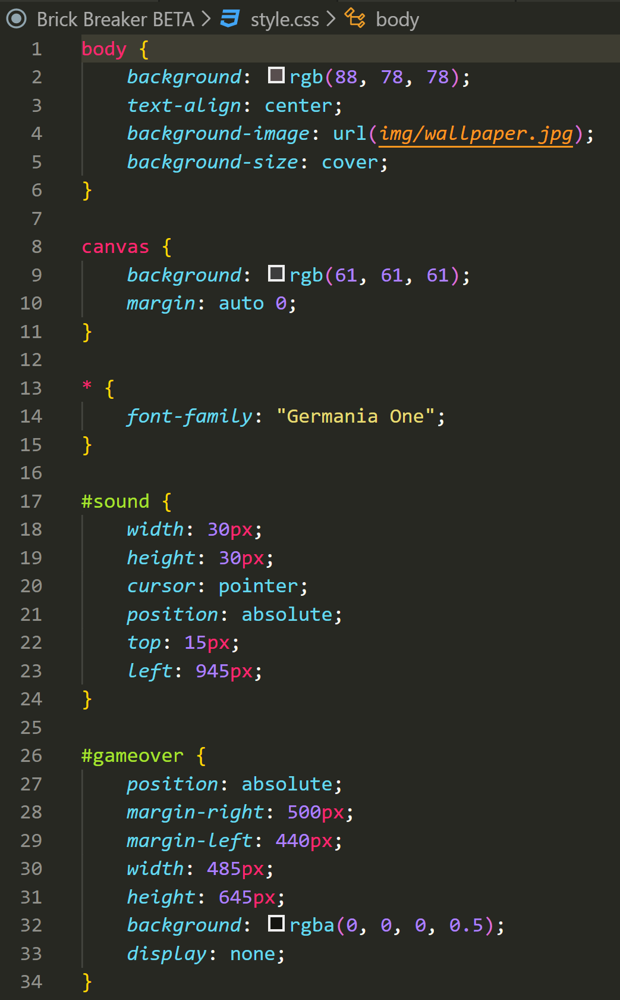 Brick Breaker BETA > style.css > body
1 body {
2     background: rgb(88, 78, 78);
3     text-align: center;
4     background-image: url(img/wallpaper.jpg);
5     background-size: cover;
6 }
7
8 canvas {
9     background: rgb(61, 61, 61);
10     margin: auto 0;
11 }
12
13 * {
14     font-family: "Germania One";
15 }
16
17 #sound {
18     width: 30px;
19     height: 30px;
20     cursor: pointer;
21     position: absolute;
22     top: 15px;
23     left: 945px;
24 }
25
26 #gameover {
27     position: absolute;
28     margin-right: 500px;
29     margin-left: 440px;
30     width: 485px;
31     height: 645px;
32     background: rgba(0, 0, 0, 0.5);
33     display: none;
34 }